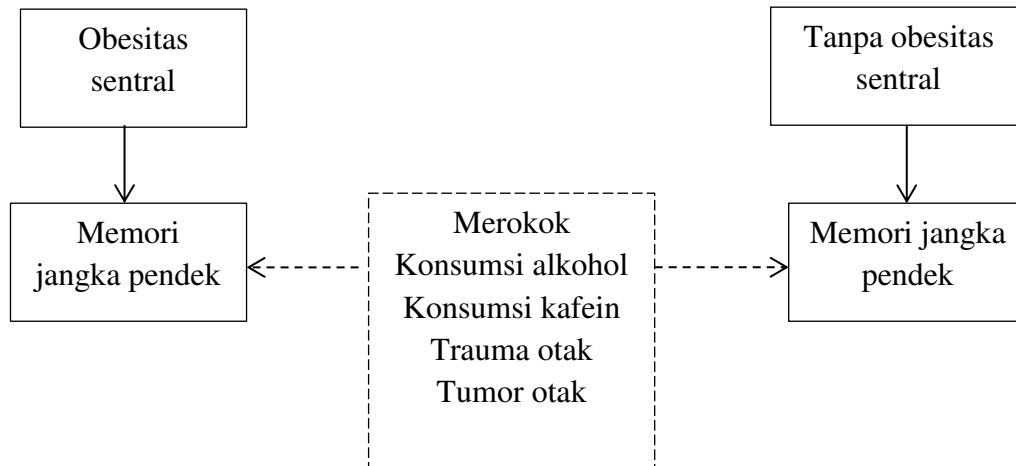 Obesitas
sentral
Tanpa obesitas
sentral
Memori
jangka pendek
Merokok
Konsumsi alkohol
Konsumsi kafein
Trauma otak
Tumor otak
Memori jangka
pendek